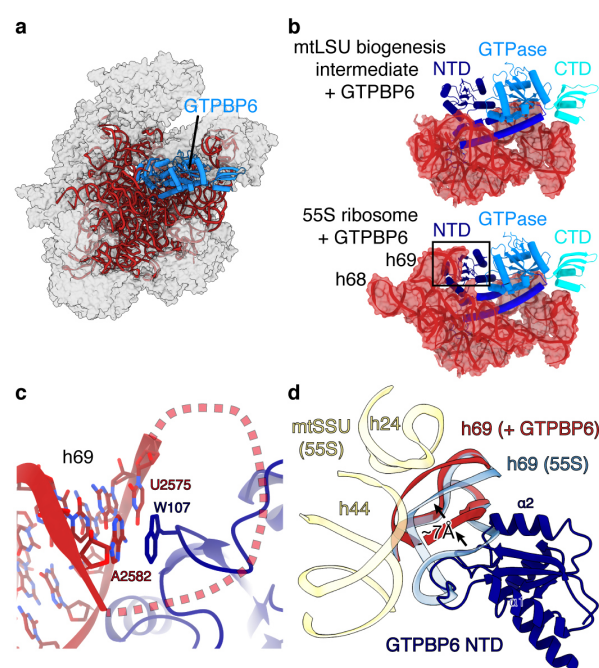 a
GTPBP6
b
mtLSU biogenesis
intermediate
+ GTPBP6
NTD
GTPase
CTD
55S ribosome
+ GTPBP6
NTD
GTPase
CTD
h69
h68
c
h69
U2575
W107
A2582
d
mtSSU
(55S)
h24
h44
h69 (+ GTPBP6)
h69 (55S)
~7Å
α2
α1
GTPBP6 NTD